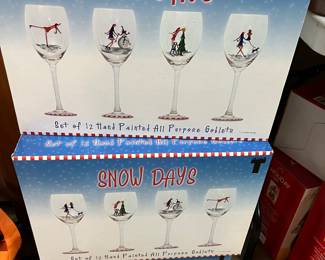 Set of 12 Hand Painted All Purpose Goblets
Set of 12 Hand Painted All Purpose
SNOW DAYS
Set of 12 Hand Painted All Purpose Goblets